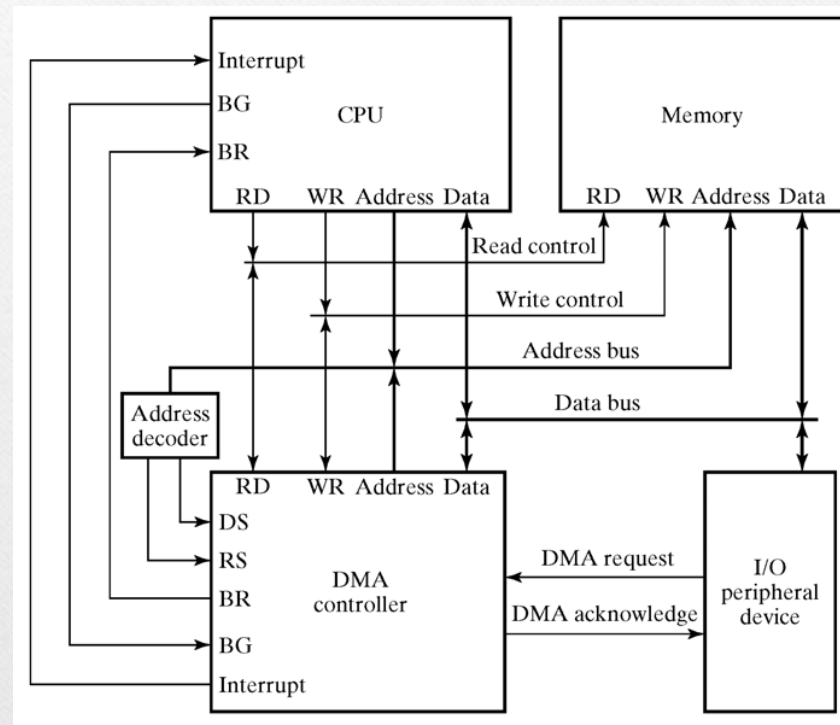 Interrupt
BG
CPU
Memory
BR
RD WR Address Data
RD WR Address Data
Read control
Write control
Address bus
Data bus
Address
decoder
RD WR Address Data
DS
RS
DMA
controller
BR
BG
Interrupt
DMA request
DMA acknowledge
I/O
peripheral
device